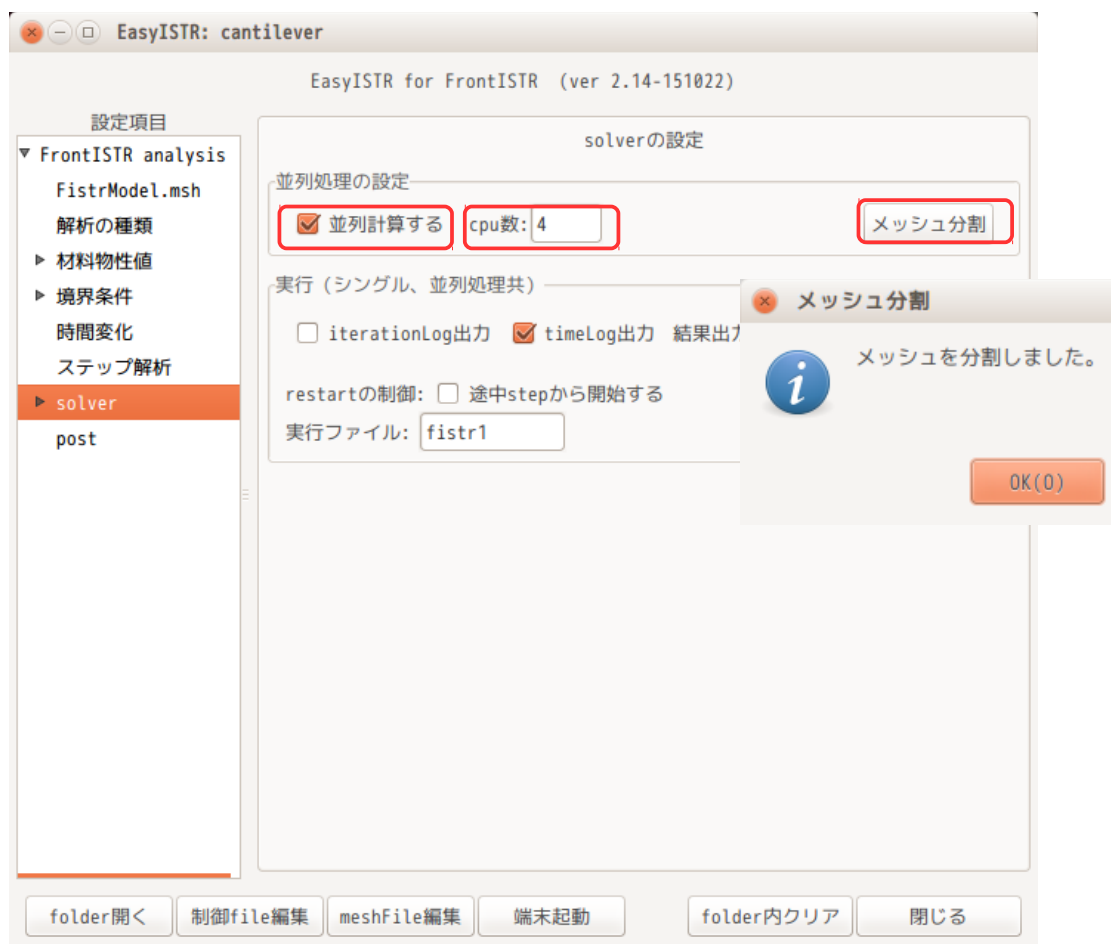 EasyISTR: cantilever
EasyISTR for FrontISTR (ver 2.14-151022)
設定項目
FrontISTR analysis
FistrModel.msh
解析の種類
材料物性値
境界条件
時間変化
ステップ解析
solver
post
solverの設定
並列処理の設定
並列計算する cpu数: 4 メッシュ分割
実行（シングル、並列処理共）
iterationLog出力 timeLog出力 結果出力
restartの制御: 途中stepから開始する
実行ファイル: fistr1
メッシュ分割
メッシュを分割しました。
OK(O)
folder開く 制御file編集 meshFile編集 端末起動 folder内クリア 閉じる